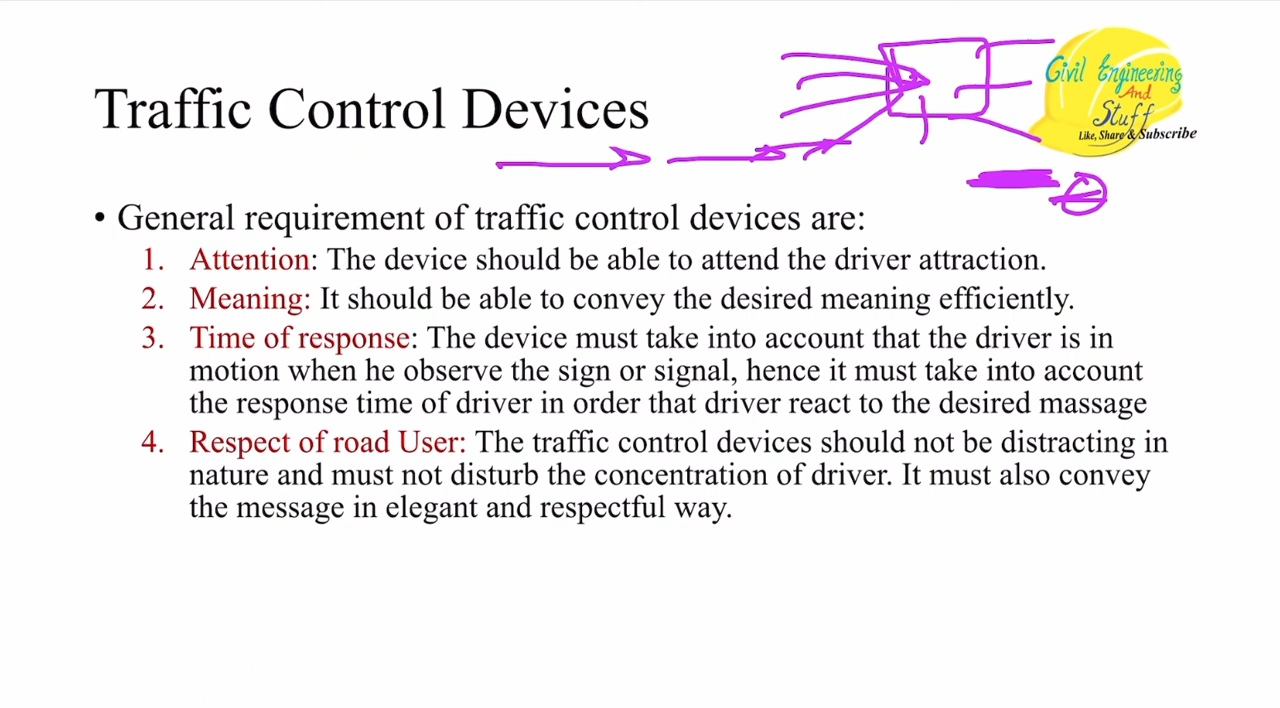 Traffic Control Devices
Civil Engineering
And
Stuff
Like, Share & Subscribe
• General requirement of traffic control devices are:
1. Attention: The device should be able to attend the driver attraction.
2. Meaning: It should be able to convey the desired meaning efficiently.
3. Time of response: The device must take into account that the driver is in
motion when he observe the sign or signal, hence it must take into account
the response time of driver in order that driver react to the desired massage
4. Respect of road User: The traffic control devices should not be distracting in
nature and must not disturb the concentration of driver. It must also convey
the message in elegant and respectful way.